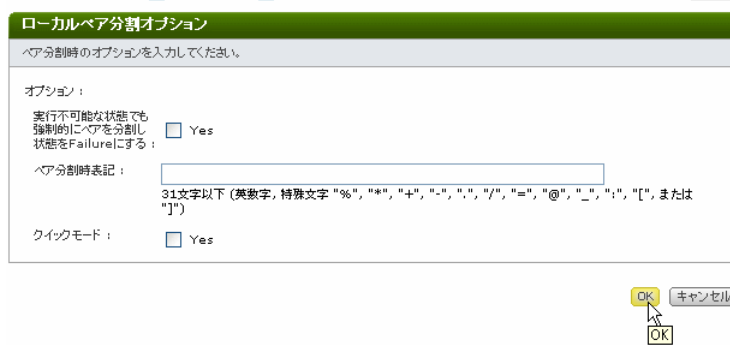 ローカルペア分割オプション
ペア分割時のオプションを入力してください。
オプション：
実行不可能な状態でも
強制的にペアを分割し
状態をFailureにする：
Yes
ペア分割時表記：
31文字以下 (英数字, 特殊文字 "%", "*", "+", "-", ".", "/", "=", "@", "_", ":", "[", または
"]")
クイックモード：
Yes
OK
キャンセル
OK